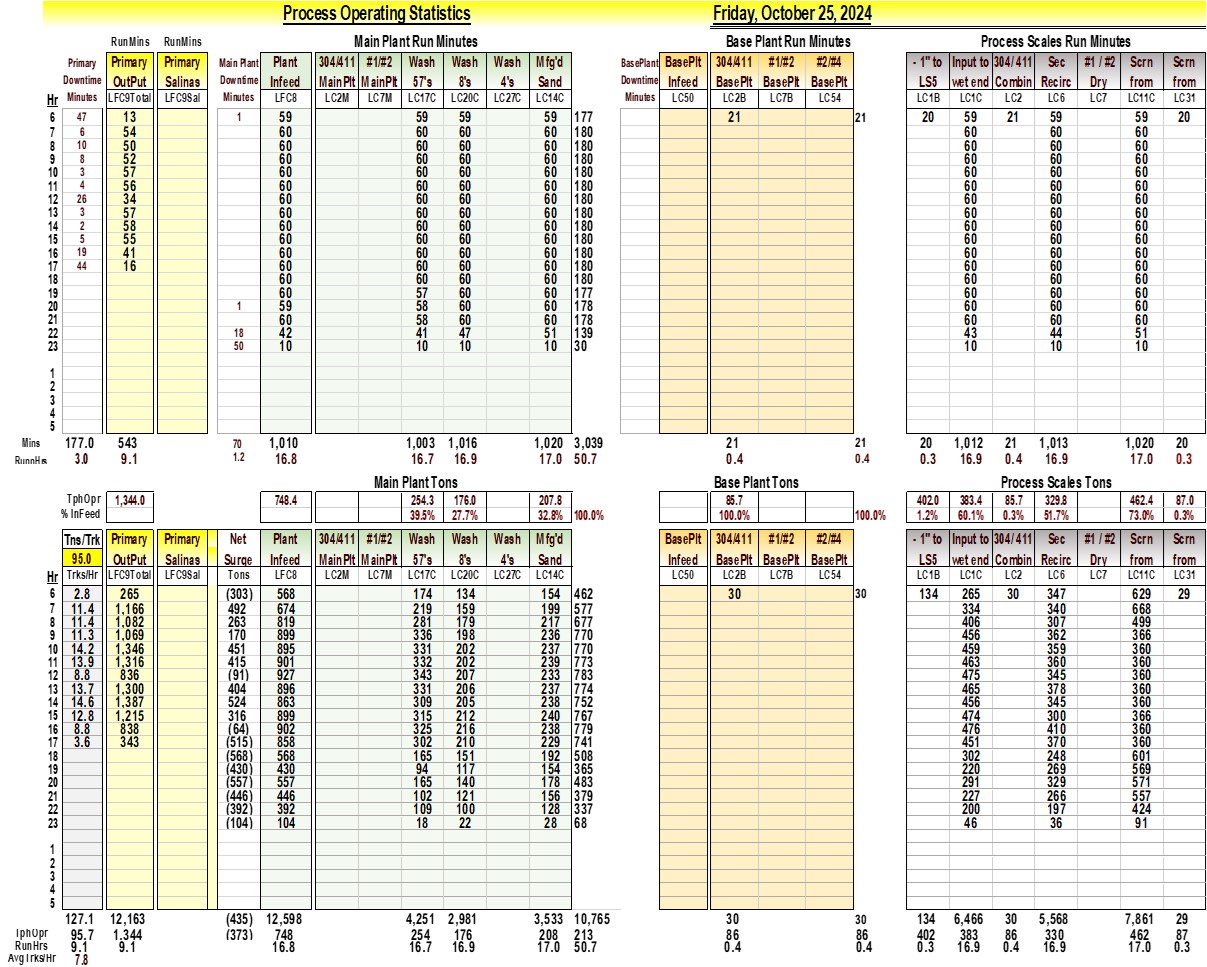 Process Operating Statistics Friday, October 25, 2024
RunMins RunMins Main Plant Run Minutes Base Plant Run Minutes Process Scales Run Minutes
Primary Primary Primary Main Plant Plant 304/411 #1/#2 Wash Wash Wash Mfg'd BasePlant BasePlt 304/411 #1/#2 #2/#4 - 1" to Input to 304/411 Sec #1 / #2 Scrn Scrn
Downtime OutPut Salinas Downtime Infeed MainPlt MainPlt 57's 8's 4's Sand Downtime Infeed BasePlt BasePlt BasePlt LS5 wet end Combin Recirc Dry from from
Hr Minutes LFC9Total LFC9Sal Minutes LFC8 LC2M LC7M LC17C LC20C LC27C LC14C Minutes LC50 LC2B LC7B LC54 LC1B LC1C LC2 LC6 LC7 LC11C LC31
6 47 13 1 59 59 59 59 177 21 21 20 59 21 59 59 20
7 6 54 60 60 60 60 180 60 60 60
8 10 50 60 60 60 60 180 60 60 60
9 8 52 60 60 60 60 180 60 60 60
10 3 57 60 60 60 60 180 60 60 60
11 4 56 60 60 60 60 180 60 60 60
12 26 34 60 60 60 60 180 60 60 60
13 3 57 60 60 60 60 180 60 60 60
14 2 58 60 60 60 60 180 60 60 60
15 5 55 60 60 60 60 180 60 60 60
16 19 41 60 60 60 60 180 60 60 60
17 44 16 60 60 60 60 180 60 60 60
18 60 60 60 60 180 60 60 60
19 60 57 60 60 177 60 60 60
20 1 59 58 60 60 178 60 60 60
21 60 58 60 60 178 60 60 60
22 18 42 41 47 51 139 43 44 51
23 50 10 10 10 10 30 10 10 10
1
2
3
4
5
Mins 177.0 543 70 1,010 1,003 1,016 1,020 3,039 21 21 20 1,012 21 1,013 1,020 20
RunnHrs 3.0 9.1 1.2 16.8 16.7 16.9 17.0 50.7 0.4 0.4 0.3 16.9 0.4 16.9 17.0 0.3
Main Plant Tons Base Plant Tons Process Scales Tons
TphOpr 1,344.0 748.4 254.3 176.0 207.8 85.7 402.0 383.4 85.7 329.8 462.4 87.0
% InFeed 39.5% 27.7% 32.8% 100.0% 100.0% 100.0% 1.2% 60.1% 0.3% 51.7% 73.0% 0.3%
Tns/Trk Primary Primary Net Plant 304/411 #1/#2 Wash Wash Wash Mfg'd BasePlt 304/411 #1/#2 #2/#4 - 1" to Input to 304/411 Sec #1 / #2 Scrn Scrn
95.0 OutPut Salinas Surge Infeed MainPlt MainPlt 57's 8's 4's Sand Infeed BasePlt BasePlt BasePlt LS5 wet end Combin Recirc Dry from from
Hr Trks/Hr LFC9Total LFC9Sal Tons LFC8 LC2M LC7M LC17C LC20C LC27C LC14C LC50 LC2B LC7B LC54 LC1B LC1C LC2 LC6 LC7 LC11C LC31
6 2.8 265 (303) 568 174 134 154 462 30 30 134 265 30 347 629 29
7 11.4 1,166 492 674 219 159 199 577 334 340 668
8 11.4 1,082 263 819 281 179 217 677 406 307 499
9 11.3 1,069 170 899 336 198 236 770 456 362 366
10 14.2 1,346 451 895 331 202 237 770 459 359 360
11 13.9 1,316 415 901 332 202 239 773 463 360 360
12 8.8 836 (91) 927 343 207 233 783 475 345 360
13 13.7 1,300 404 896 331 206 237 774 465 378 360
14 14.6 1,387 524 863 309 205 238 752 456 345 360
15 12.8 1,215 316 899 315 212 240 767 474 300 366
16 8.8 838 (64) 902 325 216 238 779 476 410 360
17 3.6 343 (515) 858 302 210 229 741 451 370 360
18 (568) 568 165 151 192 508 302 248 601
19 (430) 430 94 117 154 365 220 269 569
20 (557) 557 165 140 178 483 291 329 571
21 (446) 446 102 121 156 379 227 266 557
22 (392) 392 109 100 128 337 200 197 424
23 (104) 104 18 22 28 68 46 36 91
1
2
3
4
5
127.1 12,163 (435) 12,598 4,251 2,981 3,533 10,765 30 30 134 6,466 30 5,568 7,861 29
TphOpr 95.7 1,344 (373) 748 254 176 208 213 86 86 402 383 86 330 462 87
RunHrs 9.1 9.1 16.8 16.7 16.9 17.0 50.7 0.4 0.4 0.3 16.9 0.4 16.9 17.0 0.3
AvgTrks/Hr 7.8